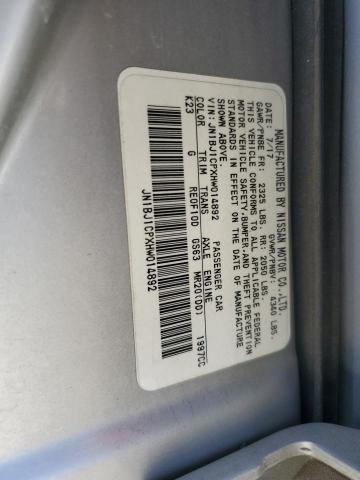 MANUFACTURED BY NISSAN MOTOR CO.,LTD.
DATE: 7/17 GVWR/PNBV: 4340 LBS.
GAWR/PNBE FR: 2325 LBS. RR: 2050 LBS.
THIS VEHICLE CONFORMS TO ALL APPLICABLE FEDERAL
MOTOR VEHICLE SAFETY,BUMPER,AND THEFT PREVENTION
STANDARDS IN EFFECT ON THE DATE OF MANUFACTURE
SHOWN ABOVE.
VIN: JN1BJ1CPXHW014892 PASSENGER CAR
COLOR TRIM TRANS AXLE ENGINE
K23 G RE0F10D GS63 MR20(DD) 1997CC
JN1BJ1CPXHW014892